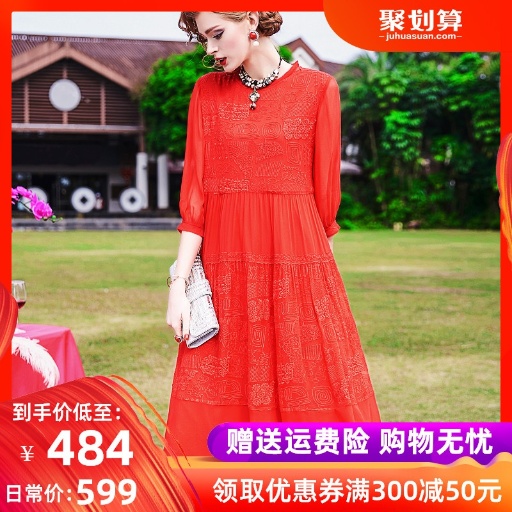 聚划算
juhuasuan.com
到手价低至:
¥ 484
日常价:599
赠送运费险 购物无忧
领取优惠券满300减50元